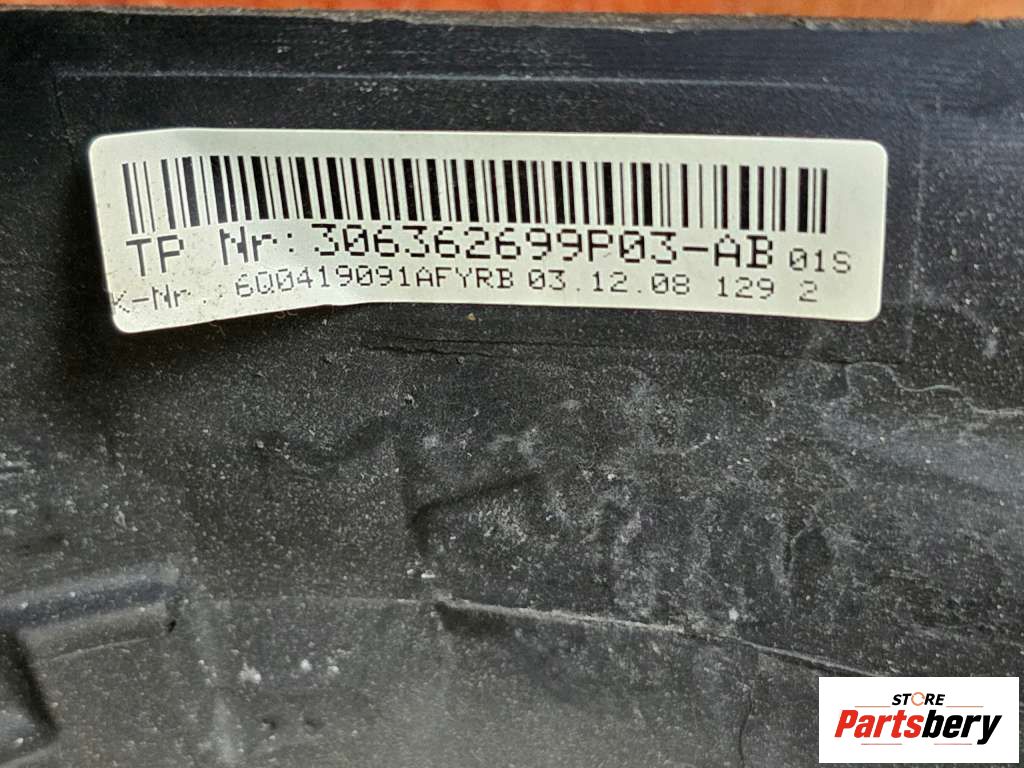 TP Nr: 306362699P03-AB 01S
K-Nr.: 6Q0419091AFYRB 03.12.08 129 2
STORE
Partsbery